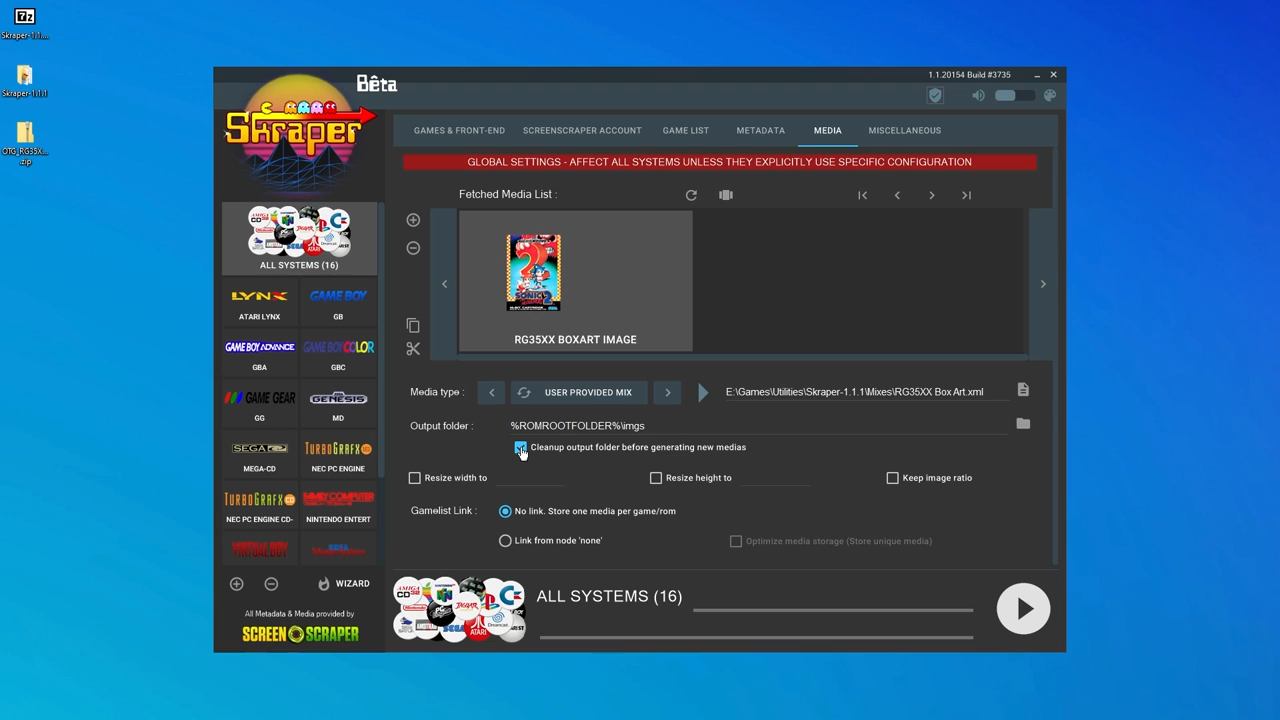 Skraper-1.1....
Skraper-1.1.1
OTG_RG35X...
.zip
Bêta
1.1.20154 Build #3735
Skraper
GAMES & FRONT-END
SCREENSCRAPER ACCOUNT
GAME LIST
METADATA
MEDIA
MISCELLANEOUS
GLOBAL SETTINGS - AFFECT ALL SYSTEMS UNLESS THEY EXPLICITLY USE SPECIFIC CONFIGURATION
Fetched Media List :
RG35XX BOXART IMAGE
ALL SYSTEMS (16)
LYNX
ATARI LYNX
GAME BOY
GB
GAME BOY ADVANCE
GBA
GAME BOY COLOR
GBC
GAME GEAR
GG
GENESIS
MD
SEGA CD
MEGA-CD
TURBOGRAFX
NEC PC ENGINE
TURBOGRAFX CD
NEC PC ENGINE CD-
FAMILY COMPUTER
NINTENDO ENTERT
VIRTUAL BOY
WIZARD
All Metadata & Media provided by
SCREEN SCRAPER
Media type :
USER PROVIDED MIX
E:\Games\Utilities\Skraper-1.1.1\Mixes\RG35XX Box Art.xml
Output folder :
%ROMROOTFOLDER%\imgs
Cleanup output folder before generating new medias
Resize width to
Resize height to
Keep image ratio
Gamelist Link :
No link. Store one media per game/rom
Link from node 'none'
Optimize media storage (Store unique media)
ALL SYSTEMS (16)